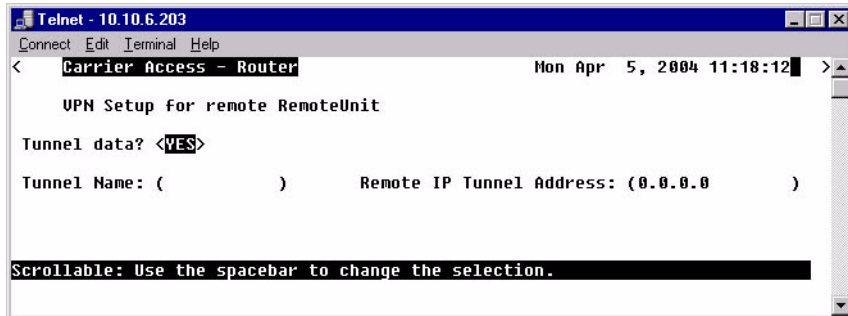 Telnet - 10.10.6.203
Connect Edit Terminal Help
< Carrier Access - Router Mon Apr 5, 2004 11:18:12 >
VPN Setup for remote RemoteUnit
Tunnel data? <YES>
Tunnel Name: ( ) Remote IP Tunnel Address: (0.0.0.0 )
Scrollable: Use the spacebar to change the selection.